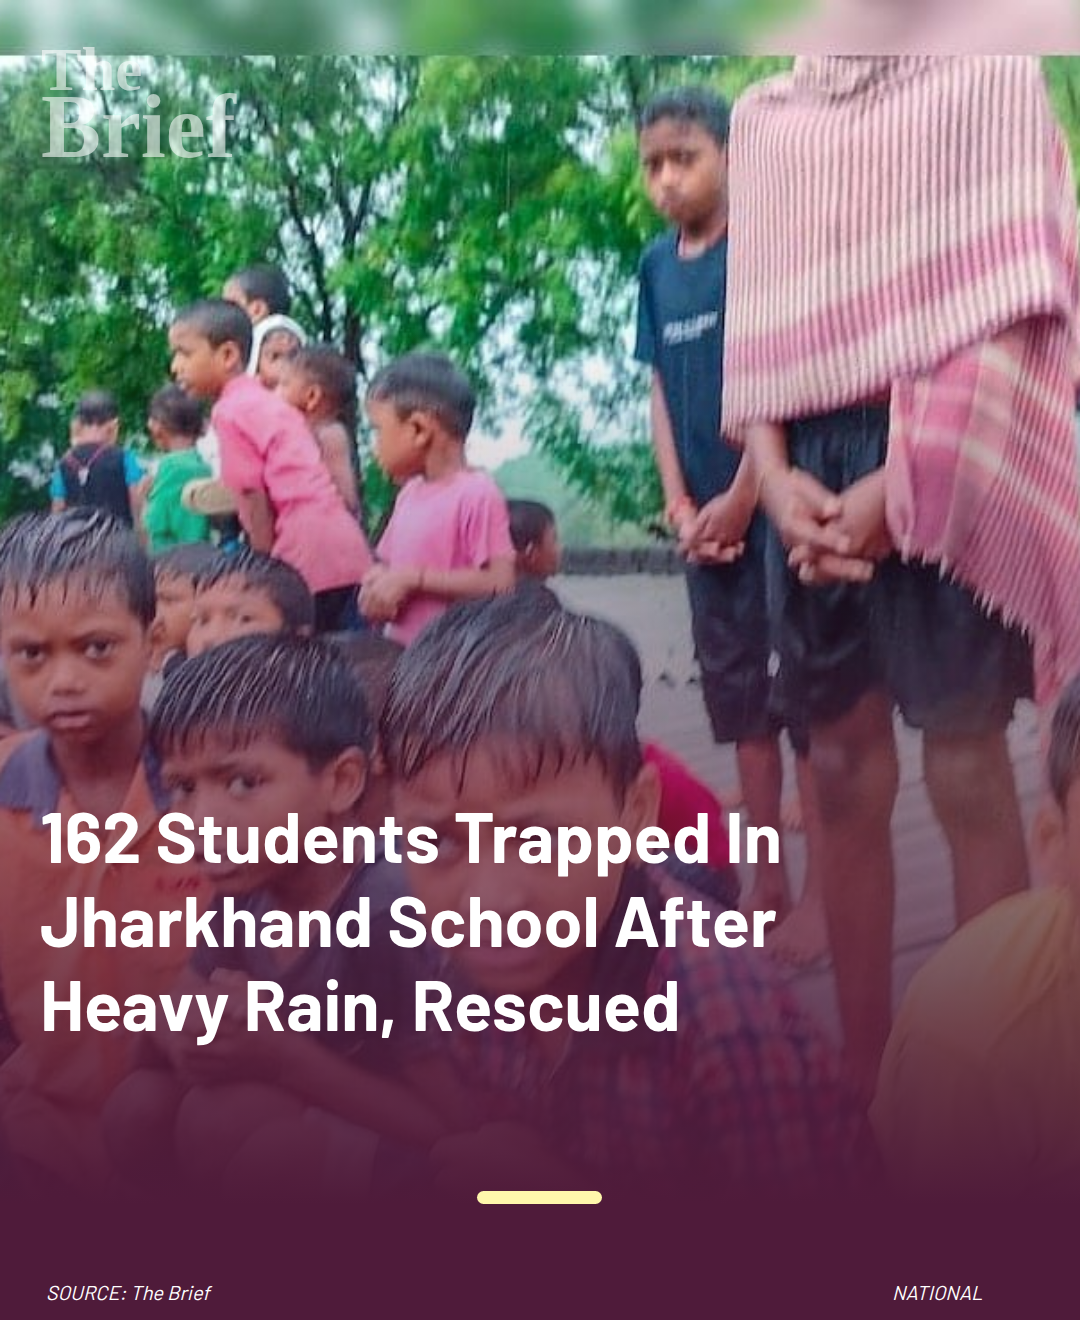 The
Brief
162 Students Trapped In
Jharkhand School After
Heavy Rain, Rescued
SOURCE: The Brief
NATIONAL